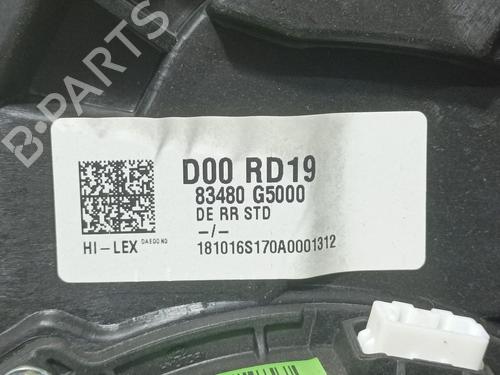 B-PARTS
D00 RD19
83480 G5000
DE RR STD
-/-
HI-LEX DAEDONG
181016S170A0001312